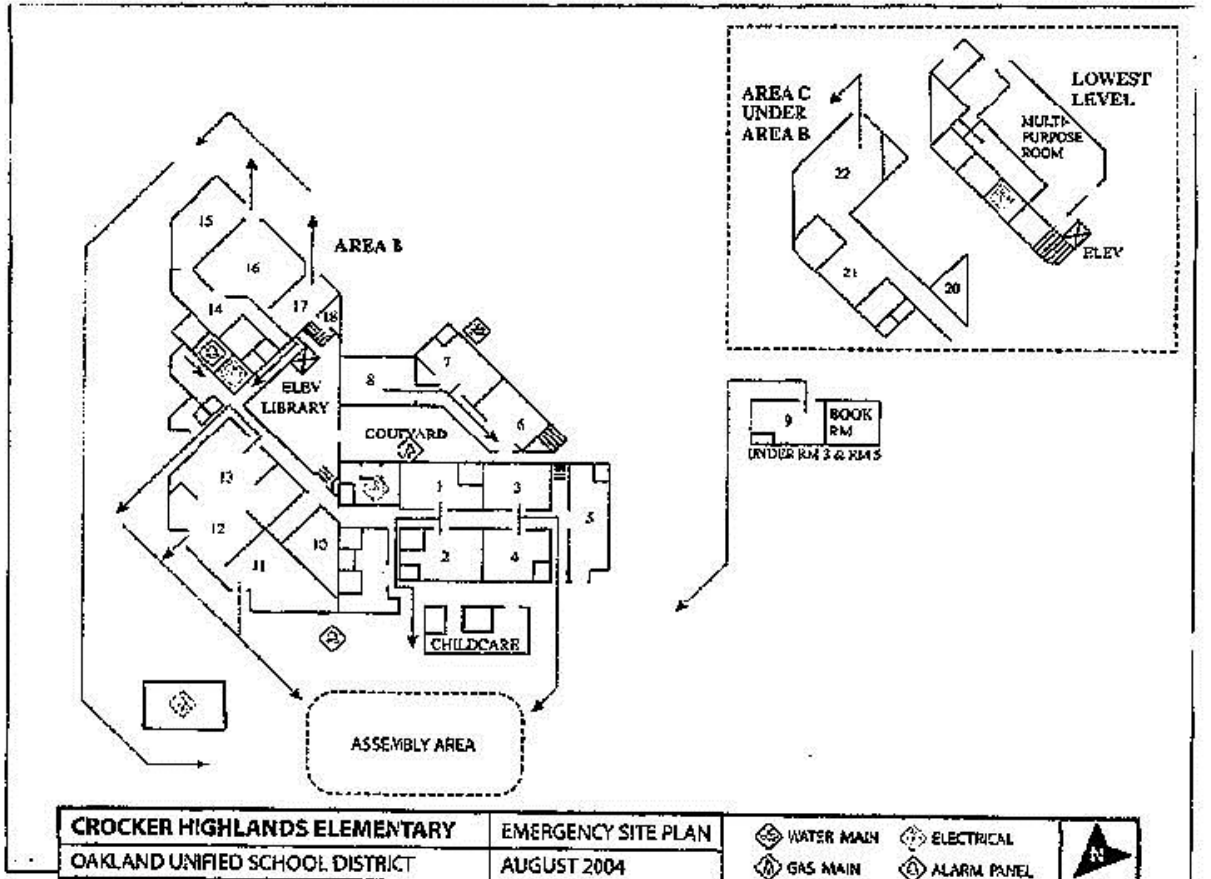 LOWEST
LEVEL
AREA C
UNDER
AREA B
MULTI-
PURPOSE
ROOM
22
21
20
ELEV
15
16
AREA B
14
17
18
ELEV
LIBRARY
8
7
6
COUTYARD
9
BOOK
RM
UNDER RM 3 & RM 5
13
12
11
10
1
3
5
2
4
CHILDCARE
ASSEMBLY AREA
CROCKER HIGHLANDS ELEMENTARY
EMERGENCY SITE PLAN
OAKLAND UNIFIED SCHOOL DISTRICT
AUGUST 2004
WATER MAIN
ELECTRICAL
GAS MAIN
ALARM PANEL
N